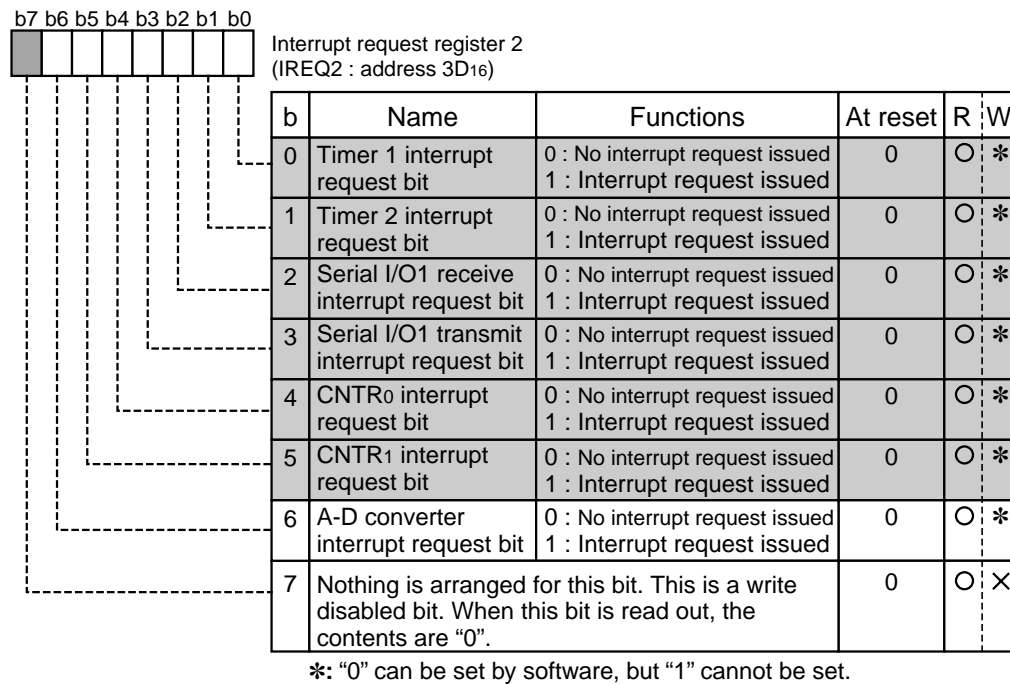 b7 b6 b5 b4 b3 b2 b1 b0
Interrupt request register 2
(IREQ2 : address 3D16)
b Name Functions At reset R W
0 Timer 1 interrupt 0 : No interrupt request issued 0 ○ ✻
request bit 1 : Interrupt request issued
1 Timer 2 interrupt 0 : No interrupt request issued 0 ○ ✻
request bit 1 : Interrupt request issued
2 Serial I/O1 receive 0 : No interrupt request issued 0 ○ ✻
interrupt request bit 1 : Interrupt request issued
3 Serial I/O1 transmit 0 : No interrupt request issued 0 ○ ✻
interrupt request bit 1 : Interrupt request issued
4 CNTR0 interrupt 0 : No interrupt request issued 0 ○ ✻
request bit 1 : Interrupt request issued
5 CNTR1 interrupt 0 : No interrupt request issued 0 ○ ✻
request bit 1 : Interrupt request issued
6 A-D converter 0 : No interrupt request issued 0 ○ ✻
interrupt request bit 1 : Interrupt request issued
7 Nothing is arranged for this bit. This is a write 0 ○ ×
disabled bit. When this bit is read out, the
contents are “0”.
✻: “0” can be set by software, but “1” cannot be set.